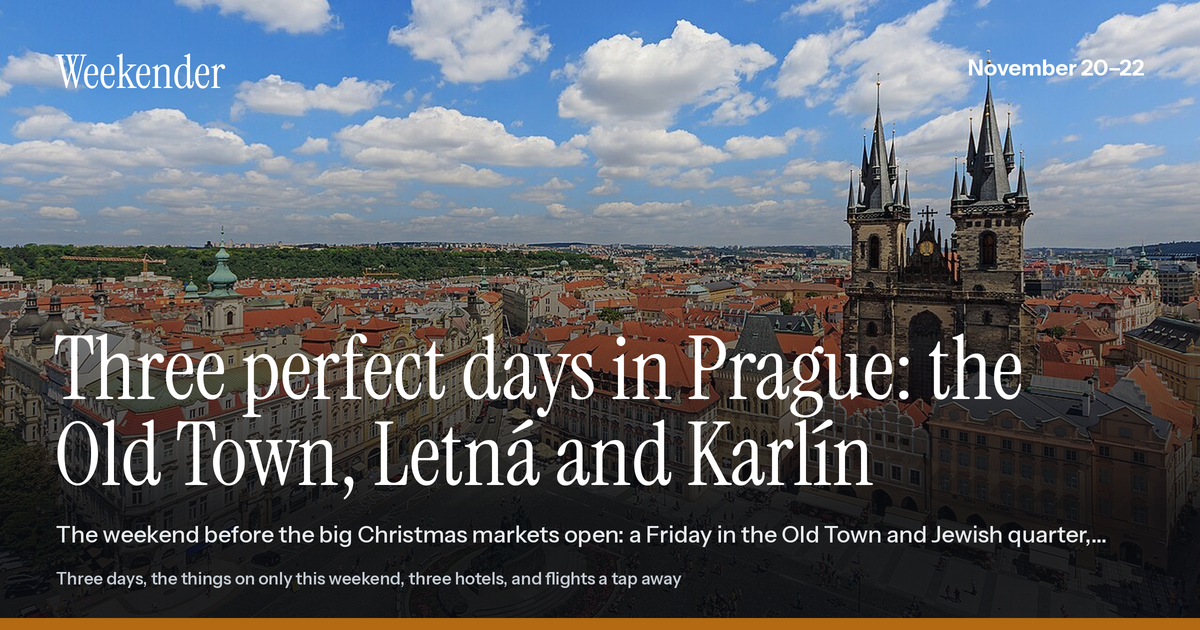 Weekender
November 20–22
Three perfect days in Prague: the
Old Town, Letná and Karlín
The weekend before the big Christmas markets open: a Friday in the Old Town and Jewish quarter,...
Three days, the things on only this weekend, three hotels, and flights a tap away